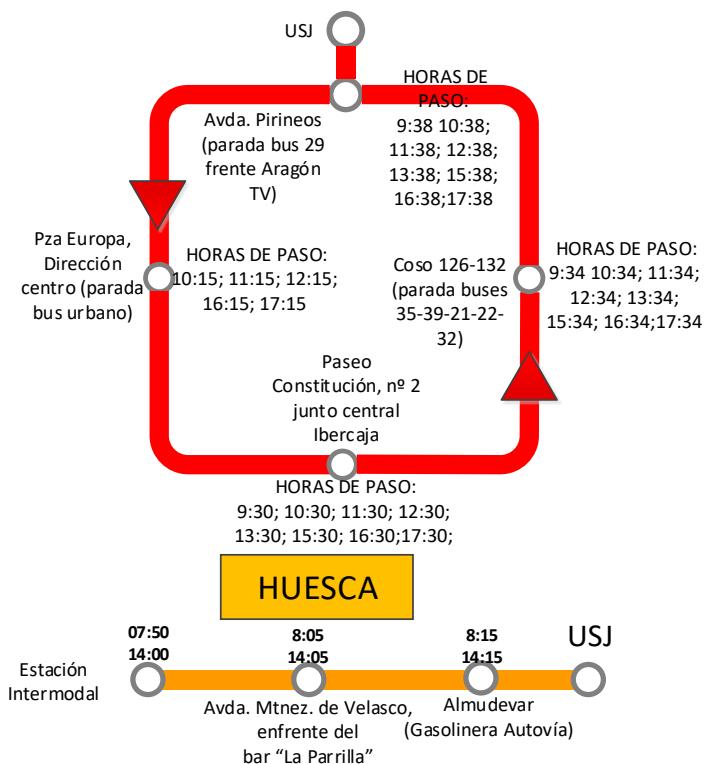 USJ
HORAS DE
PASO:
9:38 10:38;
11:38; 12:38;
13:38; 15:38;
16:38;17:38
Avda. Pirineos
(parada bus 29
frente Aragón
TV)
Pza Europa,
Dirección
centro (parada
bus urbano)
HORAS DE PASO:
10:15; 11:15; 12:15;
16:15; 17:15
Coso 126-132
(parada buses
35-39-21-22-
32)
HORAS DE PASO:
9:34 10:34; 11:34;
12:34; 13:34;
15:34; 16:34;17:34
Paseo
Constitución, nº 2
junto central
Ibercaja
HORAS DE PASO:
9:30; 10:30; 11:30; 12:30;
13:30; 15:30; 16:30;17:30;
HUESCA
Estación
Intermodal
07:50
14:00
8:05
14:05
Avda. Mtnez. de Velasco,
enfrente del
bar “La Parrilla”
8:15
14:15
Almudevar
(Gasolinera Autovía)
USJ